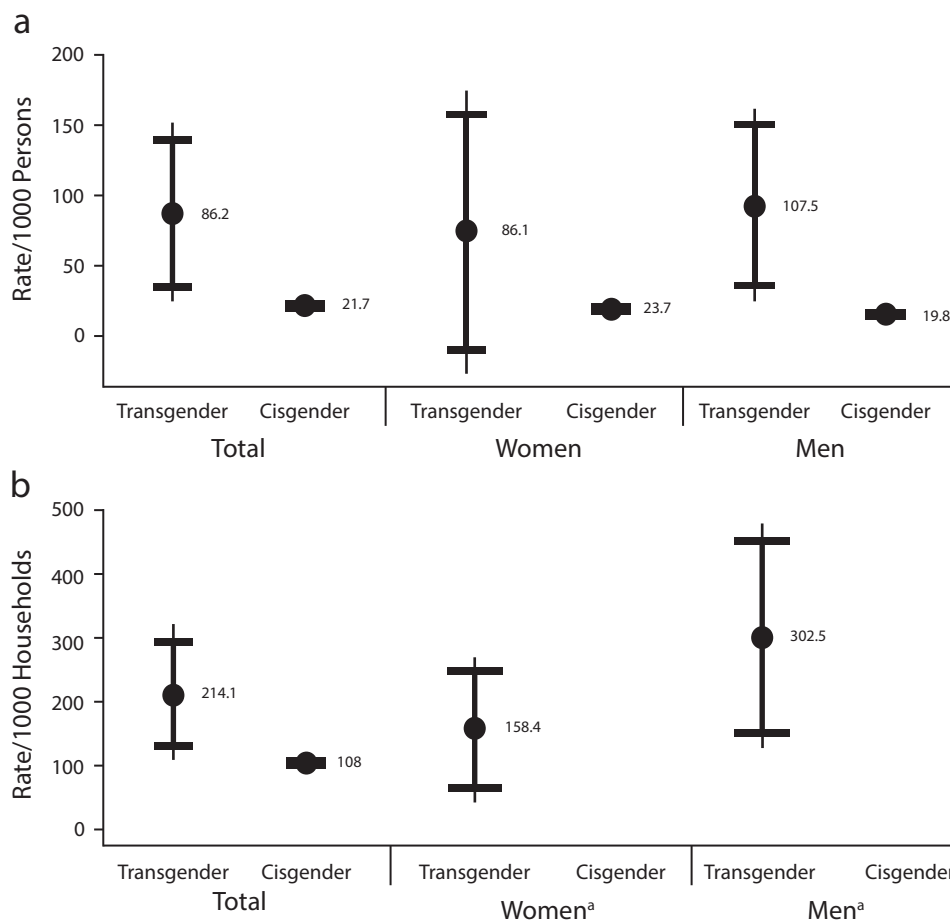 a
Rate/1000 Persons
200
150
100
50
0
86.2
21.7
86.1
23.7
107.5
19.8
Transgender Cisgender Transgender Cisgender Transgender Cisgender
Total Women Men
b
Rate/1000 Households
500
400
300
200
100
0
214.1
108
158.4
302.5
Transgender Cisgender Transgender Cisgender Transgender Cisgender
Total Womenᵃ Menᵃ